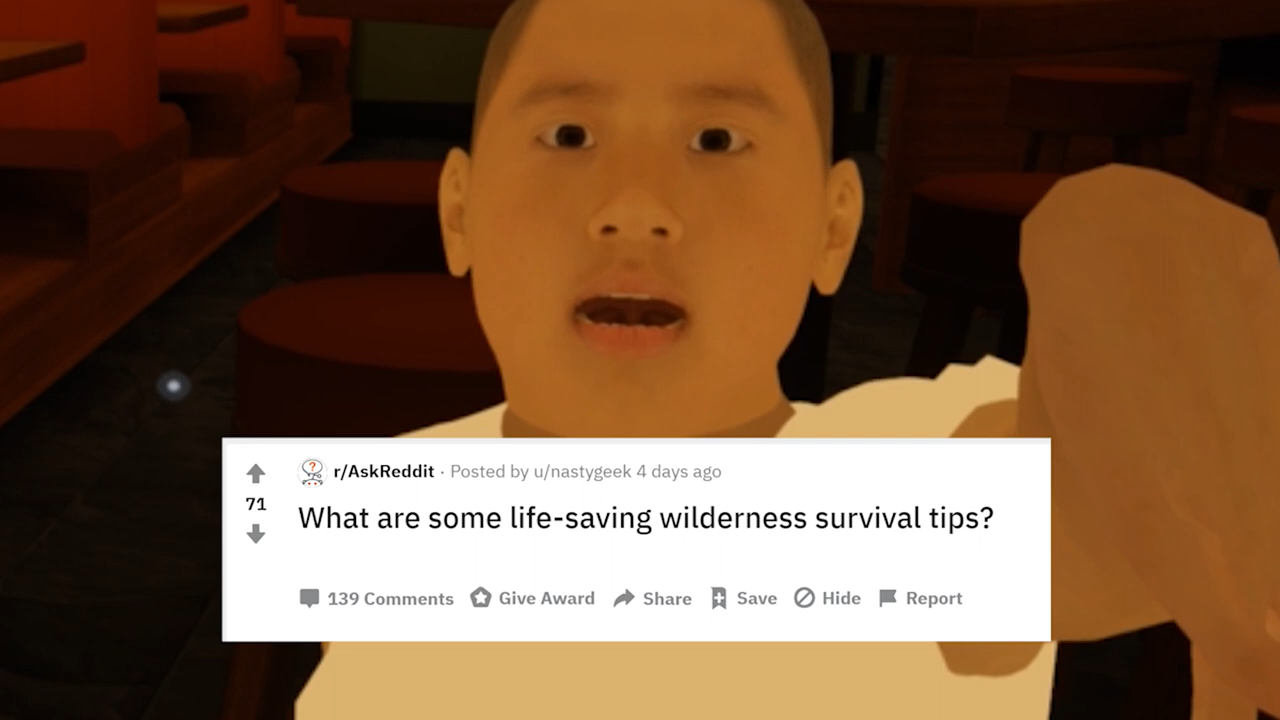 r/AskReddit · Posted by u/nastygeek 4 days ago
71
What are some life-saving wilderness survival tips?
139 Comments Give Award Share Save Hide Report